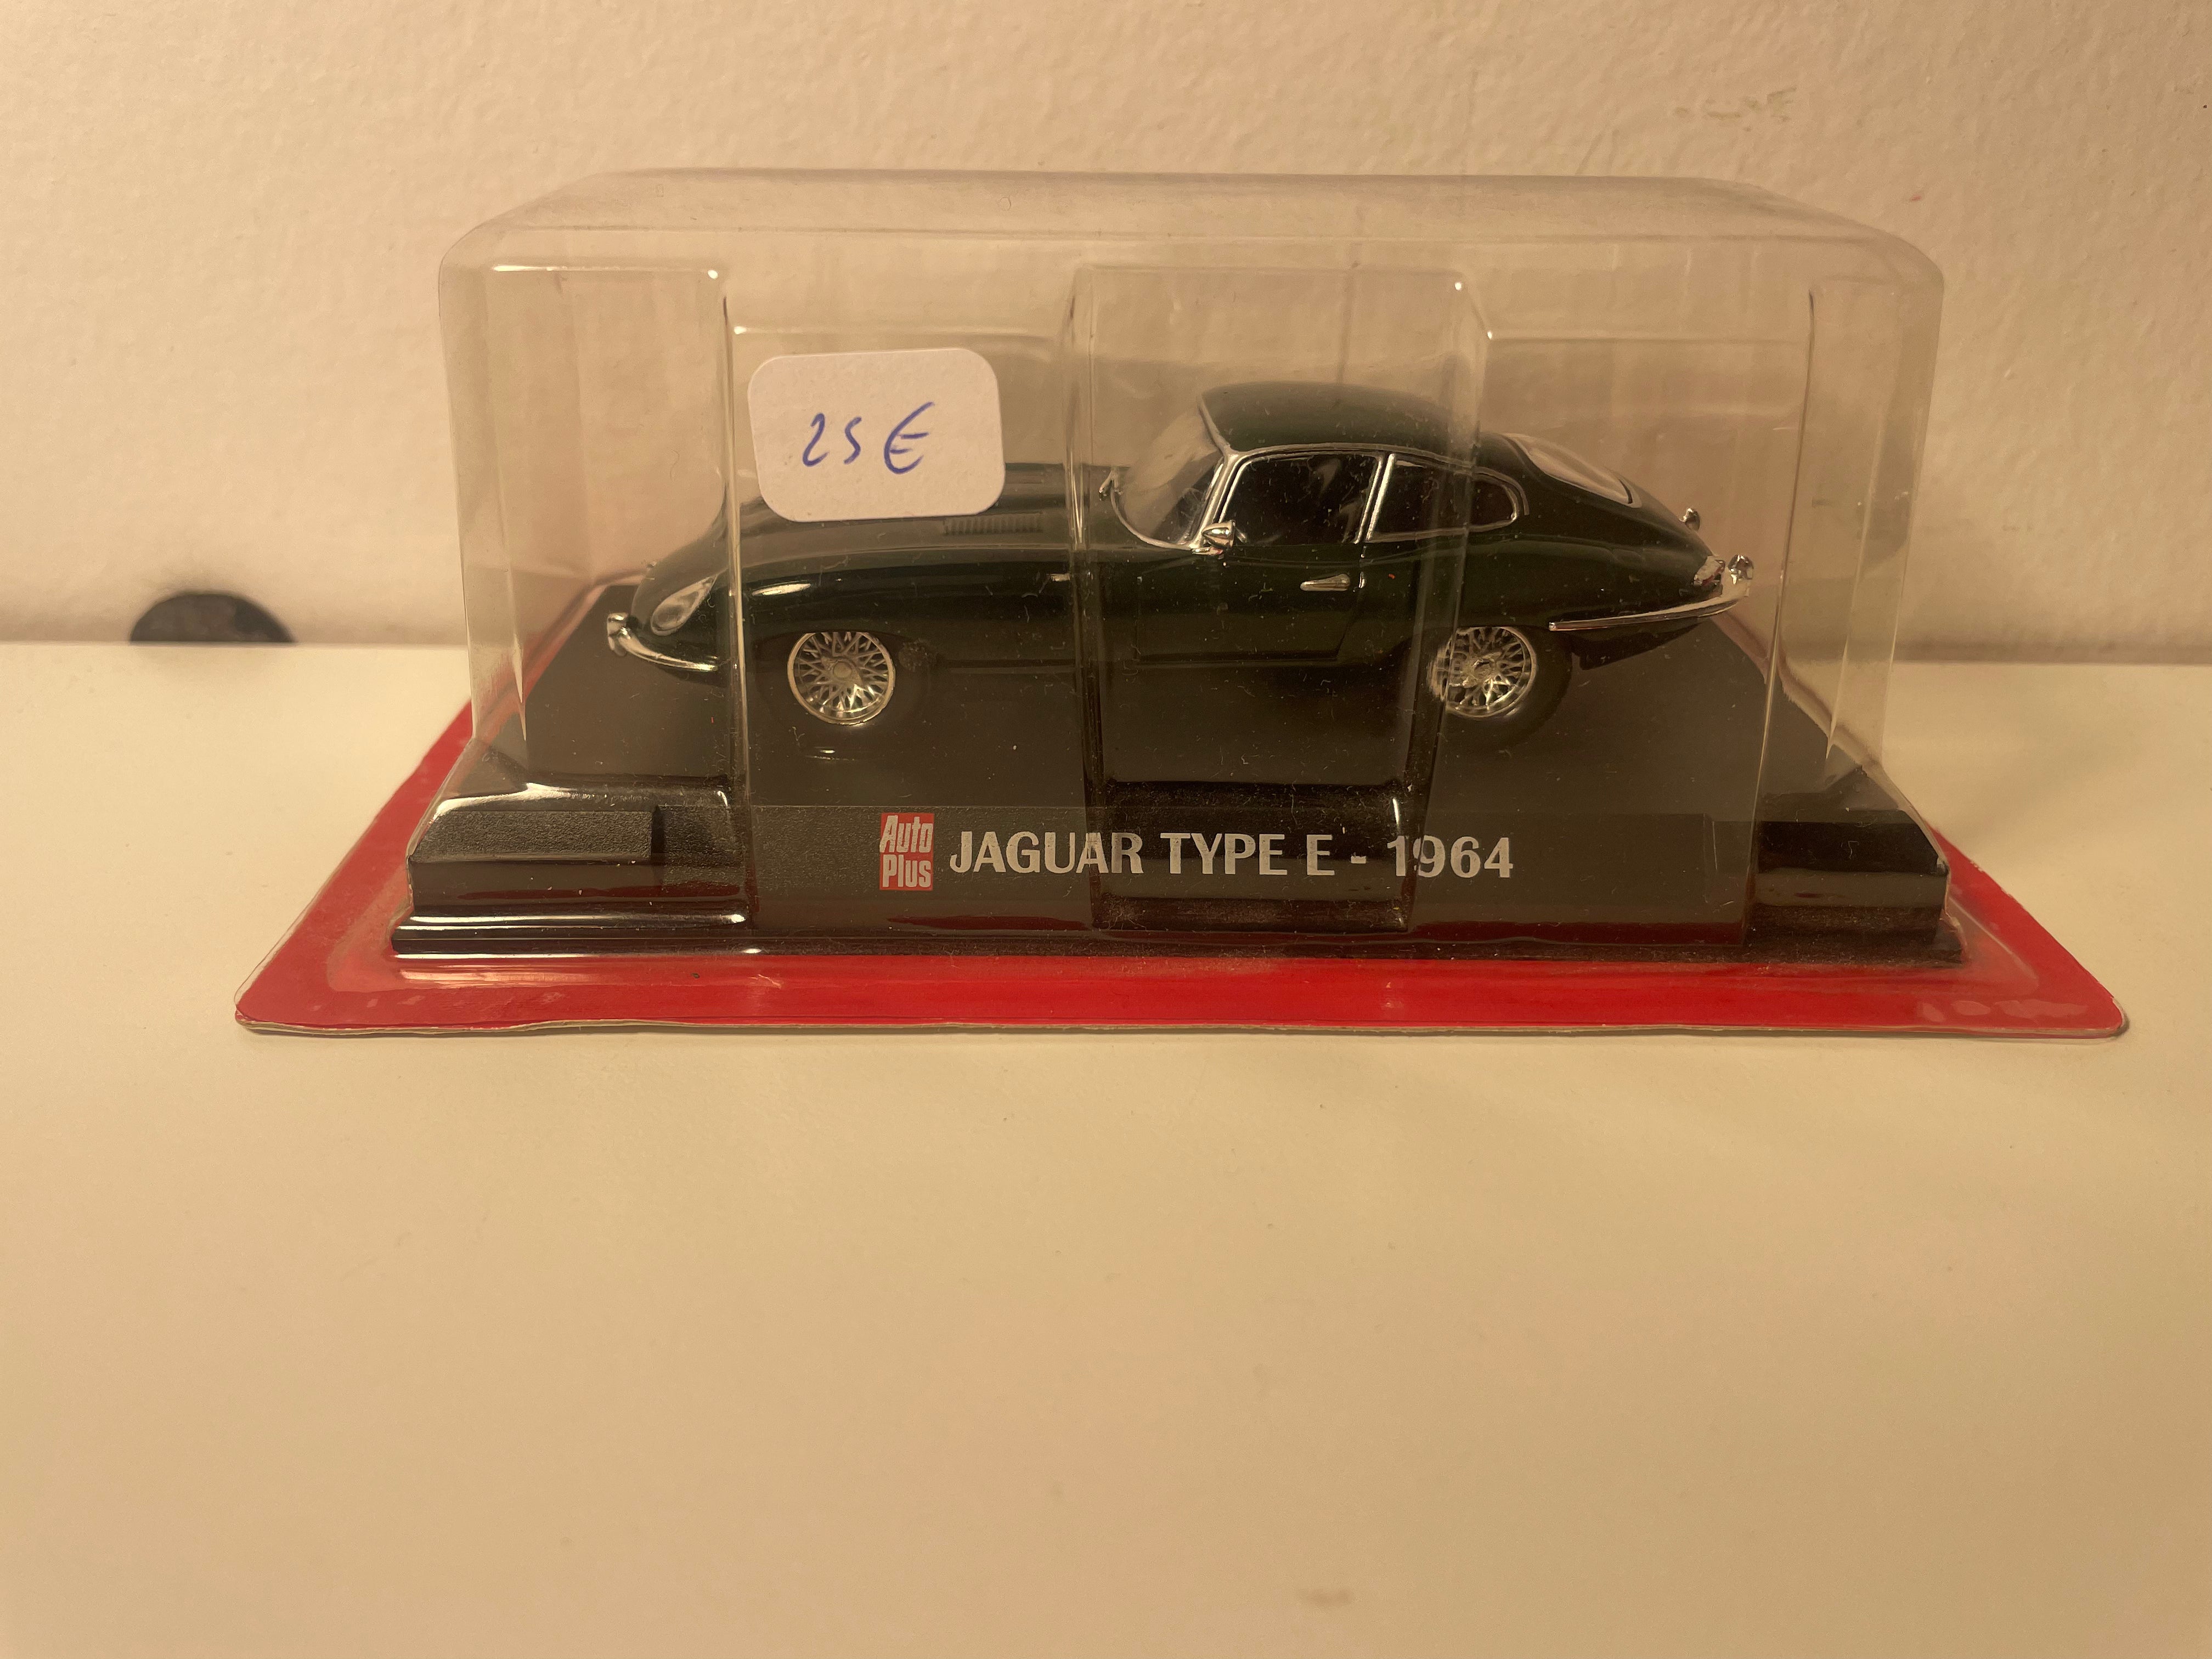 25€
Auto
Plus
JAGUAR TYPE E - 1964